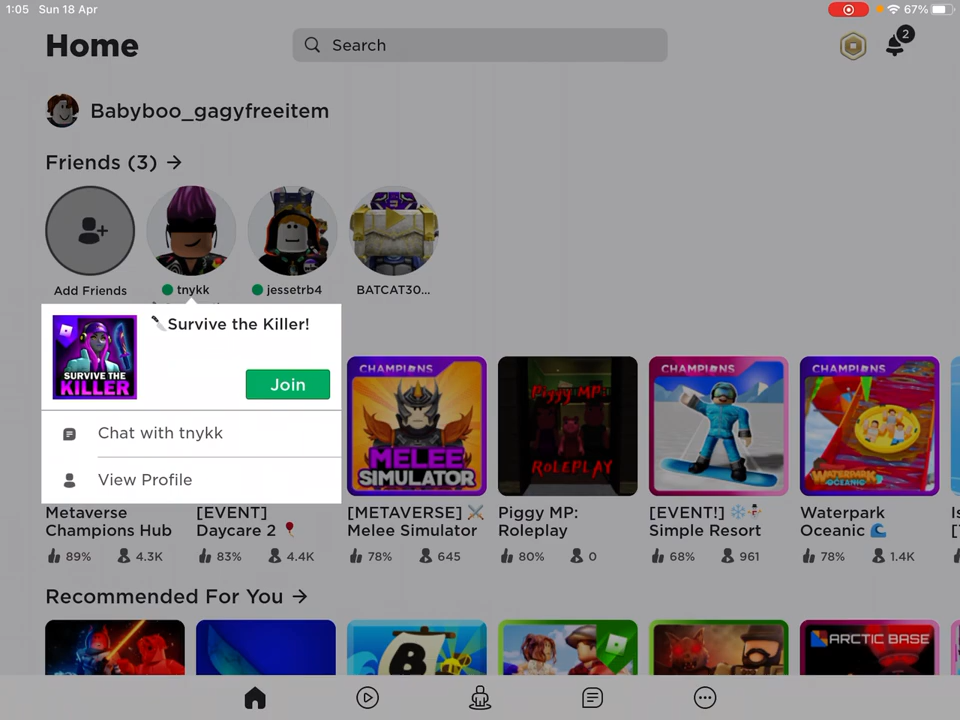 1:05 Sun 18 Apr
67%
Home
Search
2
Babyboo_gagyfreeitem
Friends (3) →
Add Friends
tnykk
jessetrb4
BATCAT30...
SURVIVE THE
KILLER
🔪Survive the Killer!
Join
Chat with tnykk
View Profile
CHAMPIONS
MELEE
SIMULATOR
Piggy MP:
ROLEPLAY
CHAMPIONS
CHAMPIONS
WATERPARK
OCEANIC
Metaverse
Champions Hub
89% 4.3K
[EVENT]
Daycare 2 🎈
83% 4.4K
[METAVERSE] ⚔️
Melee Simulator
78% 645
Piggy MP:
Roleplay
80% 0
[EVENT!] ❄️⛄
Simple Resort
68% 961
Waterpark
Oceanic 🌊
78% 1.4K
Recommended For You →
B
ARCTIC BASE